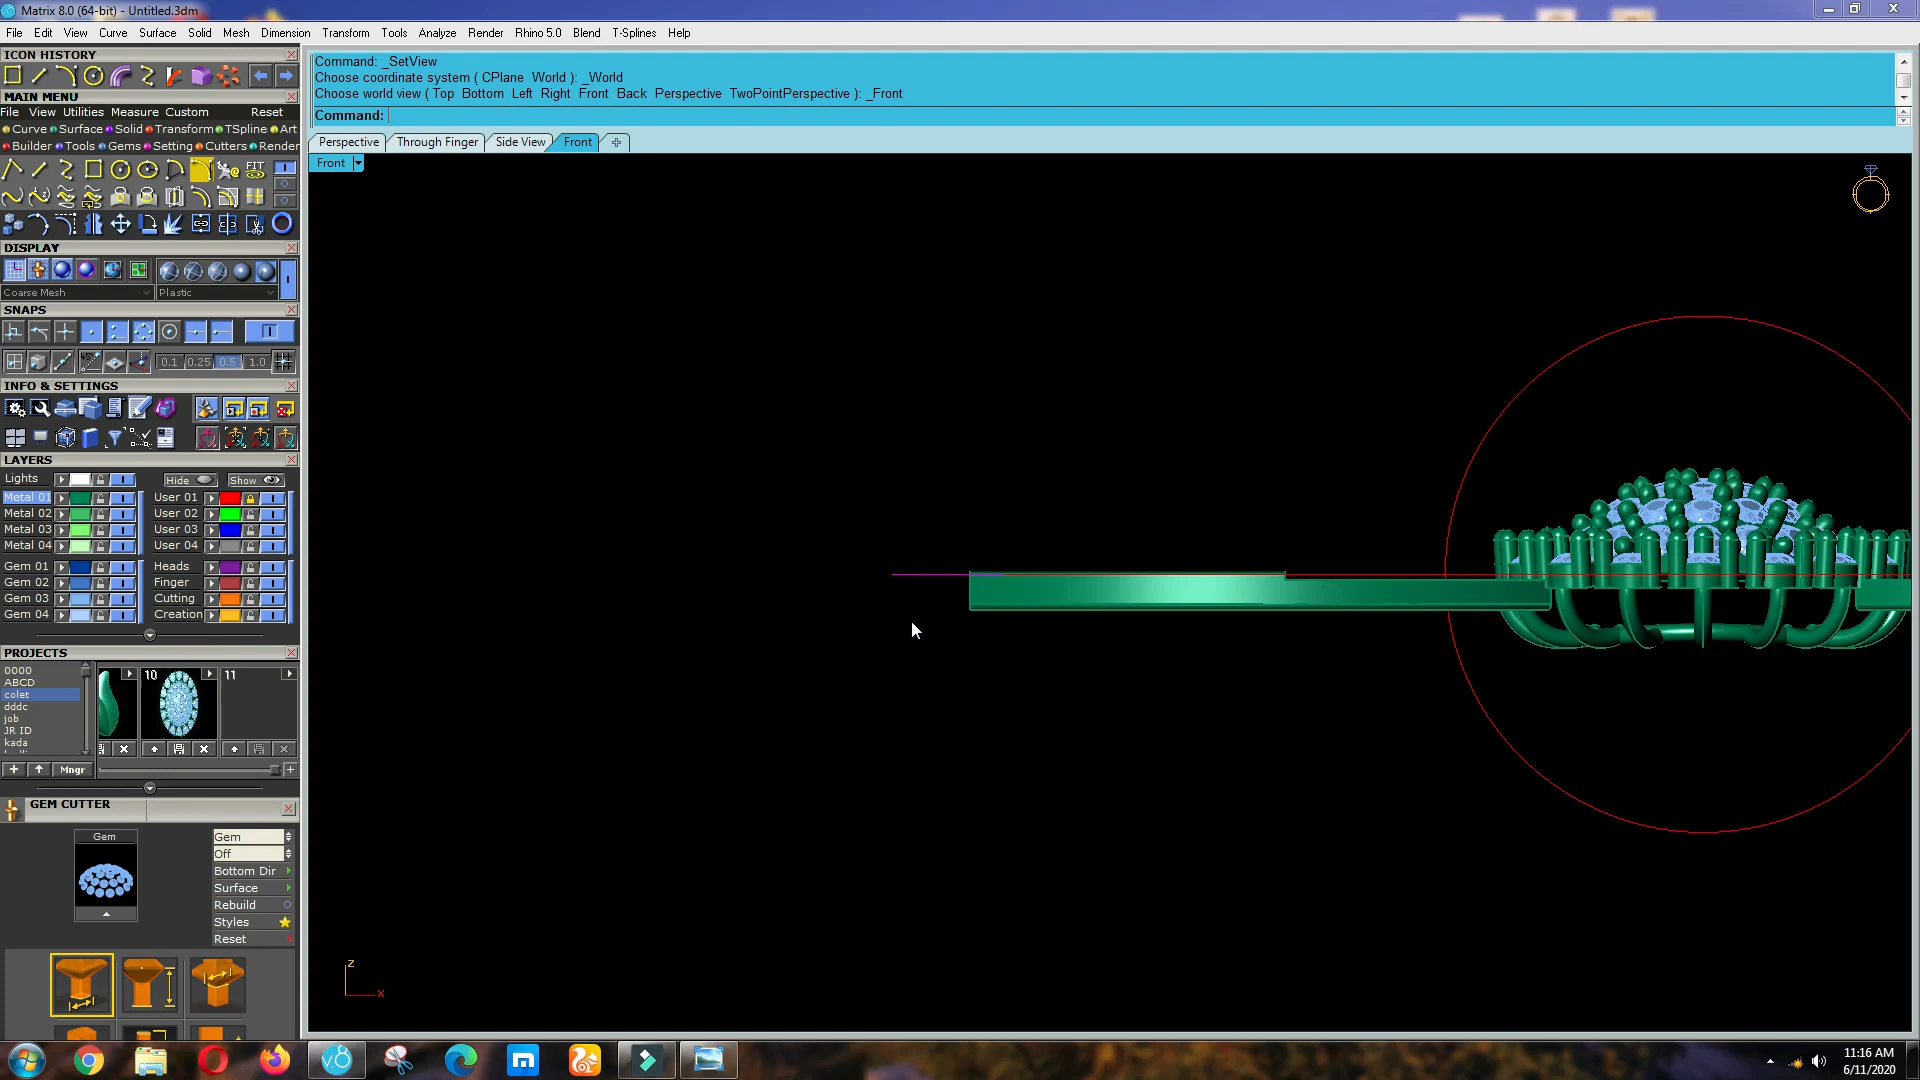 Matrix 8.0 (64-bit) - Untitled.3dm
File Edit View Curve Surface Solid Mesh Dimension Transform Tools Analyze Render Rhino 5.0 Blend T-Splines Help
ICON HISTORY
MAIN MENU
File View Utilities Measure Custom Reset
Curve Surface Solid Transform TSpline Art
Builder Tools Gems Setting Cutters Render
FIT
DISPLAY
Coarse Mesh Plastic
SNAPS
0.1 0.25 0.5 1.0
INFO & SETTINGS
LAYERS
Lights Hide Show
Metal 01 User 01
Metal 02 User 02
Metal 03 User 03
Metal 04 User 04
Gem 01 Heads
Gem 02 Finger
Gem 03 Cutting
Gem 04 Creation
PROJECTS
0000
ABCD
colet
dddc
job
JR ID
kada
10 11
Mngr
GEM CUTTER
Gem
Gem
Off
Bottom Dir
Surface
Rebuild
Styles
Reset
Command: _SetView
Choose coordinate system ( CPlane World ): _World
Choose world view ( Top Bottom Left Right Front Back Perspective TwoPointPerspective ): _Front
Command:
Perspective Through Finger Side View Front
Front
z
x
v8
11:16 AM
6/11/2020